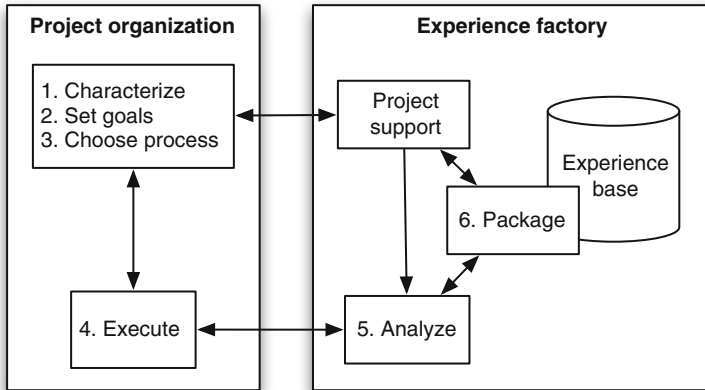 Project organization
1. Characterize
2. Set goals
3. Choose process
4. Execute
Experience factory
Project
support
Experience
base
6. Package
5. Analyze